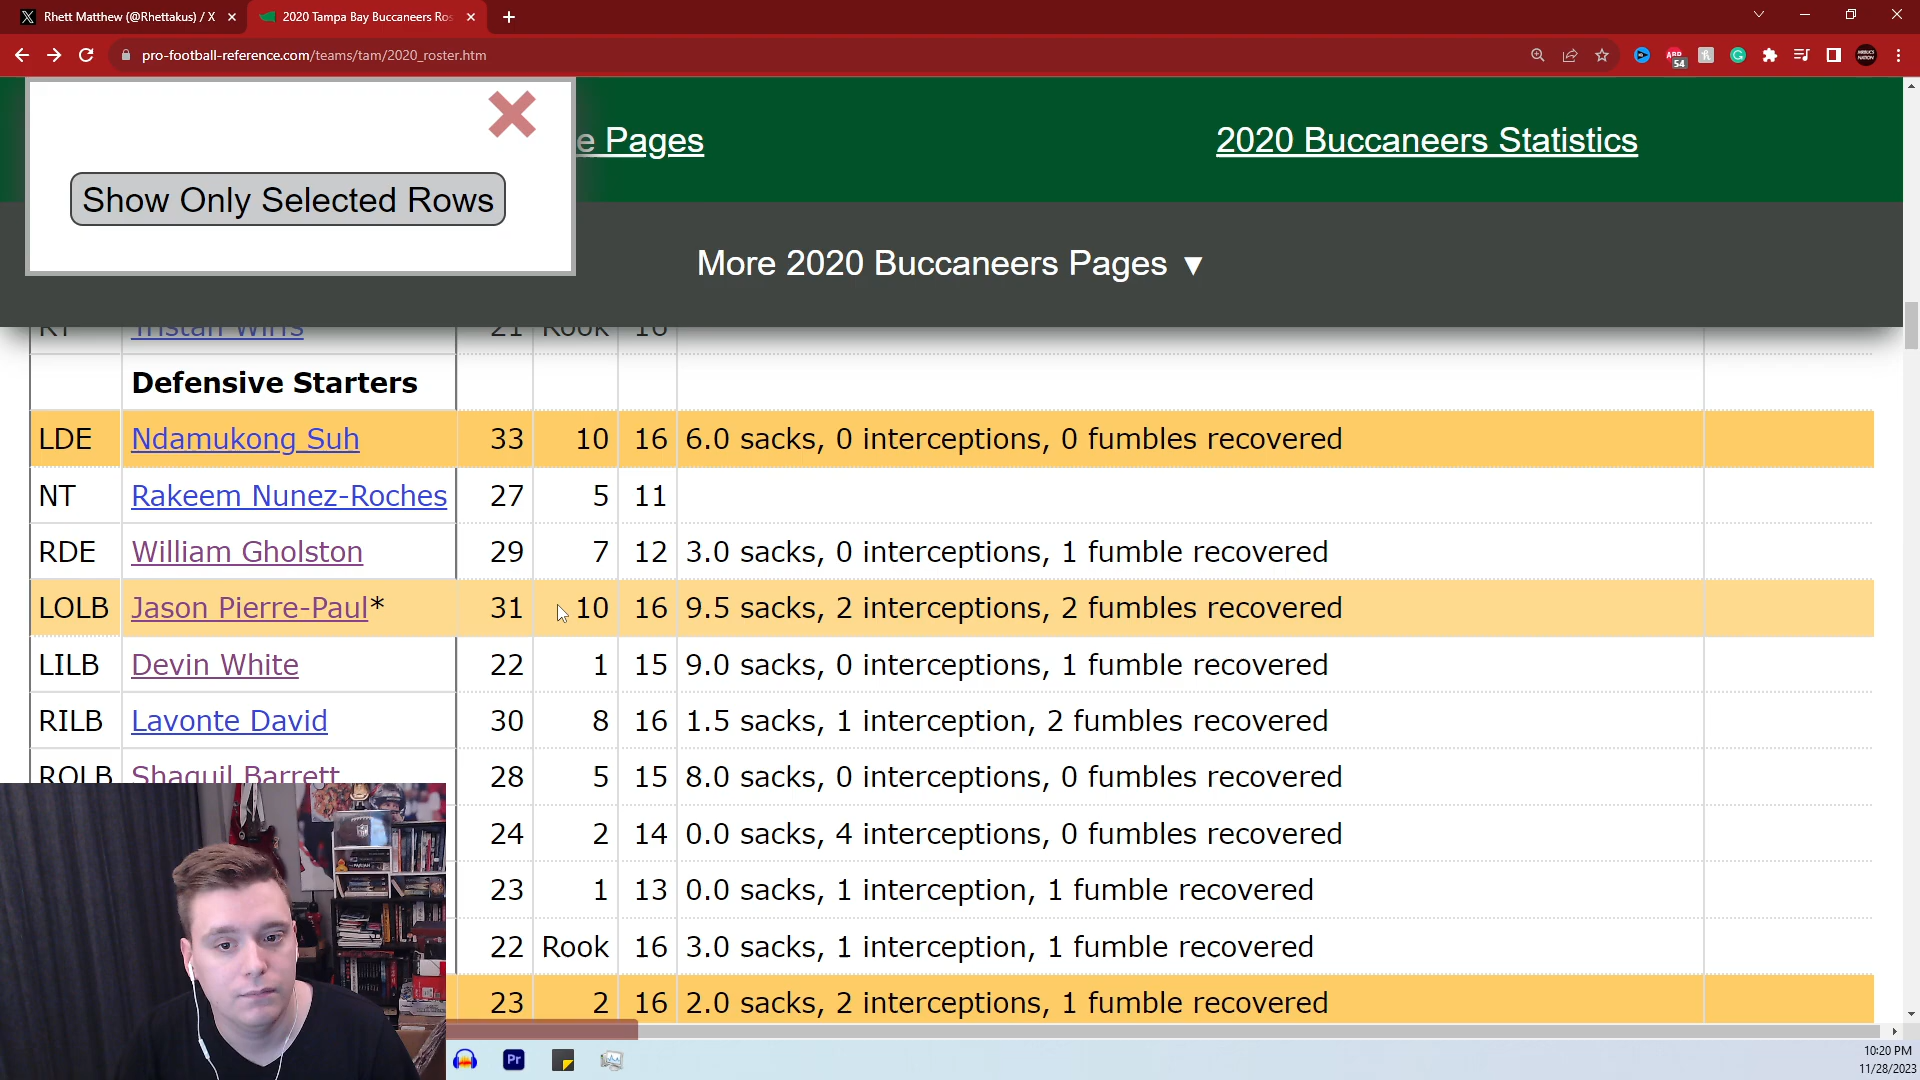 Rhett Matthew (@Rhettakus) / X
2020 Tampa Bay Buccaneers Ros
pro-football-reference.com/teams/tam/2020_roster.htm
54
e Pages
2020 Buccaneers Statistics
Show Only Selected Rows
More 2020 Buccaneers Pages ▼
RT Tristan Wirfs 21 Rook 16
Defensive Starters
LDE Ndamukong Suh 33 10 16 6.0 sacks, 0 interceptions, 0 fumbles recovered
NT Rakeem Nunez-Roches 27 5 11
RDE William Gholston 29 7 12 3.0 sacks, 0 interceptions, 1 fumble recovered
LOLB Jason Pierre-Paul* 31 10 16 9.5 sacks, 2 interceptions, 2 fumbles recovered
LILB Devin White 22 1 15 9.0 sacks, 0 interceptions, 1 fumble recovered
RILB Lavonte David 30 8 16 1.5 sacks, 1 interception, 2 fumbles recovered
ROLB Shaquil Barrett 28 5 15 8.0 sacks, 0 interceptions, 0 fumbles recovered
24 2 14 0.0 sacks, 4 interceptions, 0 fumbles recovered
23 1 13 0.0 sacks, 1 interception, 1 fumble recovered
22 Rook 16 3.0 sacks, 1 interception, 1 fumble recovered
23 2 16 2.0 sacks, 2 interceptions, 1 fumble recovered
Pr
10:20 PM
11/28/2023